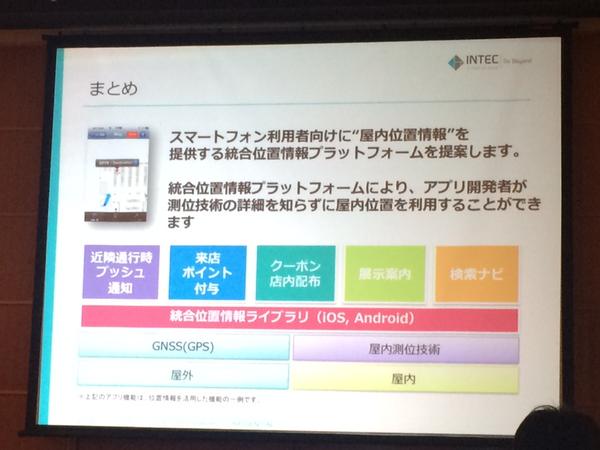 INTEC Go Beyond
まとめ
スマートフォン利用者向けに“屋内位置情報”を
提供する統合位置情報プラットフォームを提案します。
統合位置情報プラットフォームにより、アプリ開発者が
測位技術の詳細を知らずに屋内位置を利用することができ
ます
近隣通行時
プッシュ
通知
来店
ポイント
付与
クーポン
店内配布
展示案内
検索ナビ
統合位置情報ライブラリ（iOS, Android）
GNSS(GPS)
屋内測位技術
屋外
屋内
※上記のアプリ機能は、位置情報を活用した機能の一例です。